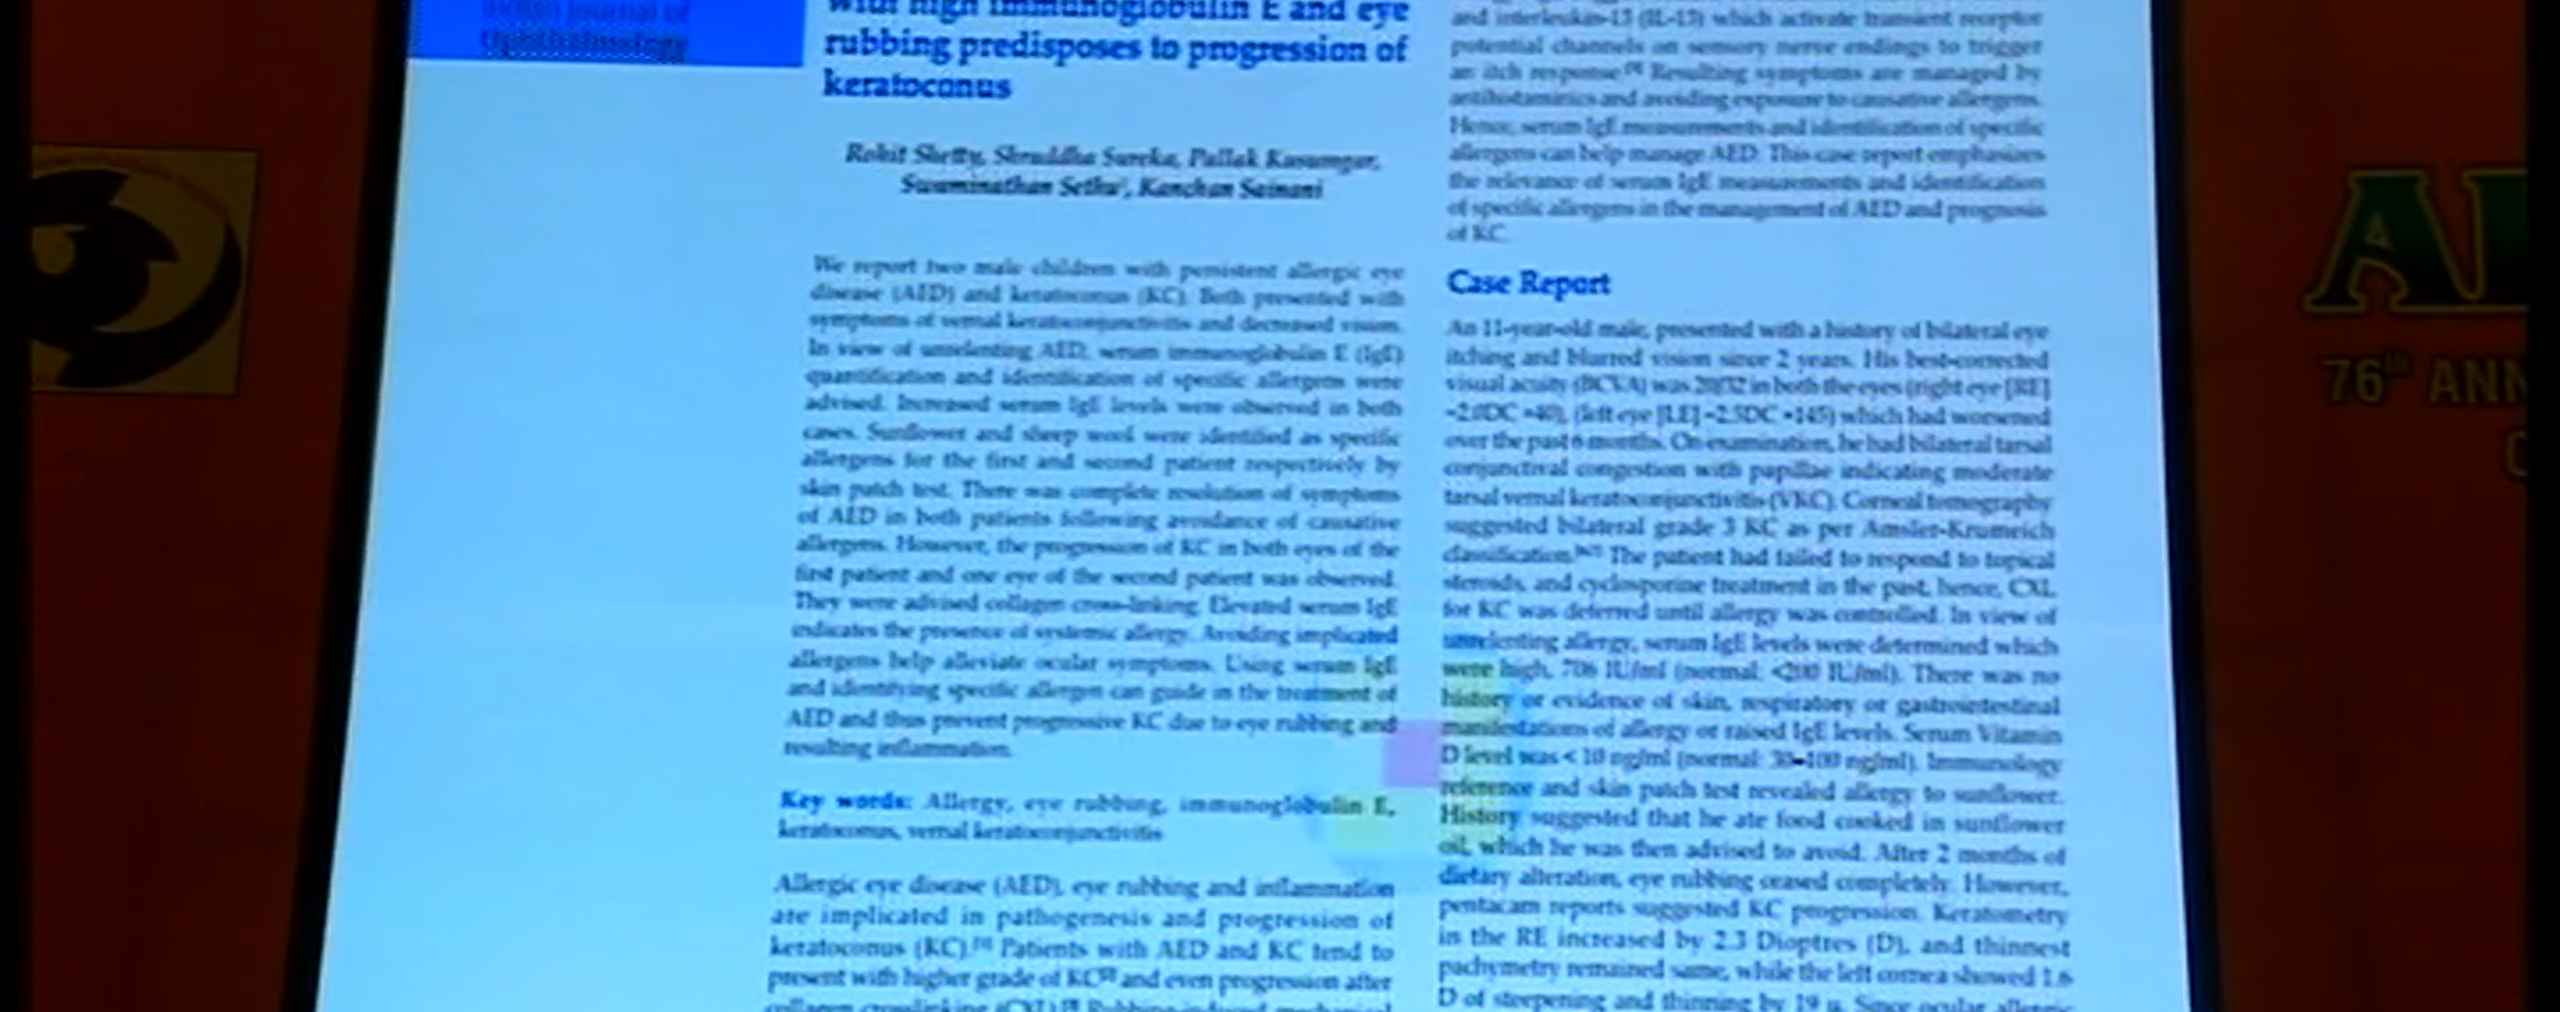 Indian Journal of
Ophthalmology
with high immunoglobulin E and eye
rubbing predisposes to progression of
keratoconus
Rohit Shetty, Shraddha Sureka, Pallak Kusumgar,
Swaminathan Sethu, Kanchan Sainani
We report two male children with persistent allergic eye
disease (AED) and keratoconus (KC). Both presented with
symptoms of vernal keratoconjunctivitis and decreased vision.
In view of unrelenting AED, serum immunoglobulin E (IgE)
quantification and identification of specific allergens were
advised. Increased serum IgE levels were observed in both
cases. Sunflower and sheep wool were identified as specific
allergens for the first and second patient respectively by
skin patch test. There was complete resolution of symptoms
of AED in both patients following avoidance of causative
allergens. However, the progression of KC in both eyes of the
first patient and one eye of the second patient was observed.
They were advised collagen cross-linking. Elevated serum IgE
indicates the presence of systemic allergy. Avoiding implicated
allergens help alleviate ocular symptoms. Using serum IgE
and identifying specific allergen can guide in the treatment of
AED and thus prevent progressive KC due to eye rubbing and
resulting inflammation.
Key words: Allergy, eye rubbing, immunoglobulin E,
keratoconus, vernal keratoconjunctivitis
Allergic eye disease (AED), eye rubbing and inflammation
are implicated in pathogenesis and progression of
keratoconus (KC). Patients with AED and KC tend to
present with higher grade of KC and even progression after
collagen crosslinking (CXL). Rubbing-induced mechanical
and interleukin-13 (IL-13) which activate transient receptor
potential channels on sensory nerve endings to trigger
an itch response. Resulting symptoms are managed by
antihistaminics and avoiding exposure to causative allergens.
Hence, serum IgE measurements and identification of specific
allergens can help manage AED. This case report emphasizes
the relevance of serum IgE measurements and identification
of specific allergens in the management of AED and prognosis
of KC.
Case Report
An 11-year-old male, presented with a history of bilateral eye
itching and blurred vision since 2 years. His best-corrected
visual acuity (BCVA) was 20/32 in both the eyes (right eye [RE]
(left eye [LE] which had worsened
over the past 6 months. On examination, he had bilateral tarsal
conjunctival congestion with papillae indicating moderate
tarsal vernal keratoconjunctivitis (VKC). Corneal tomography
suggested bilateral grade 3 KC as per Amsler-Krumeich
classification. The patient had failed to respond to topical
steroids, and cyclosporine treatment in the past, hence, CXL
for KC was deferred until allergy was controlled. In view of
unrelenting allergy, serum IgE levels were determined which
were high, 706 IU/ml (normal: <200 IU/ml). There was no
history or evidence of skin, respiratory or gastrointestinal
manifestations of allergy or raised IgE levels. Serum Vitamin
D level was < 10 ng/ml (normal: 30–100 ng/ml). Immunology
reference and skin patch test revealed allergy to sunflower.
History suggested that he ate food cooked in sunflower
oil, which he was then advised to avoid. After 2 months of
dietary alteration, eye rubbing ceased completely. However,
pentacam reports suggested KC progression. Keratometry
in the RE increased by 2.3 Dioptres (D), and thinnest
pachymetry remained same, while the left cornea showed 1.6
D of steepening and thinning by 19 μ. Since ocular allergic
76th ANN